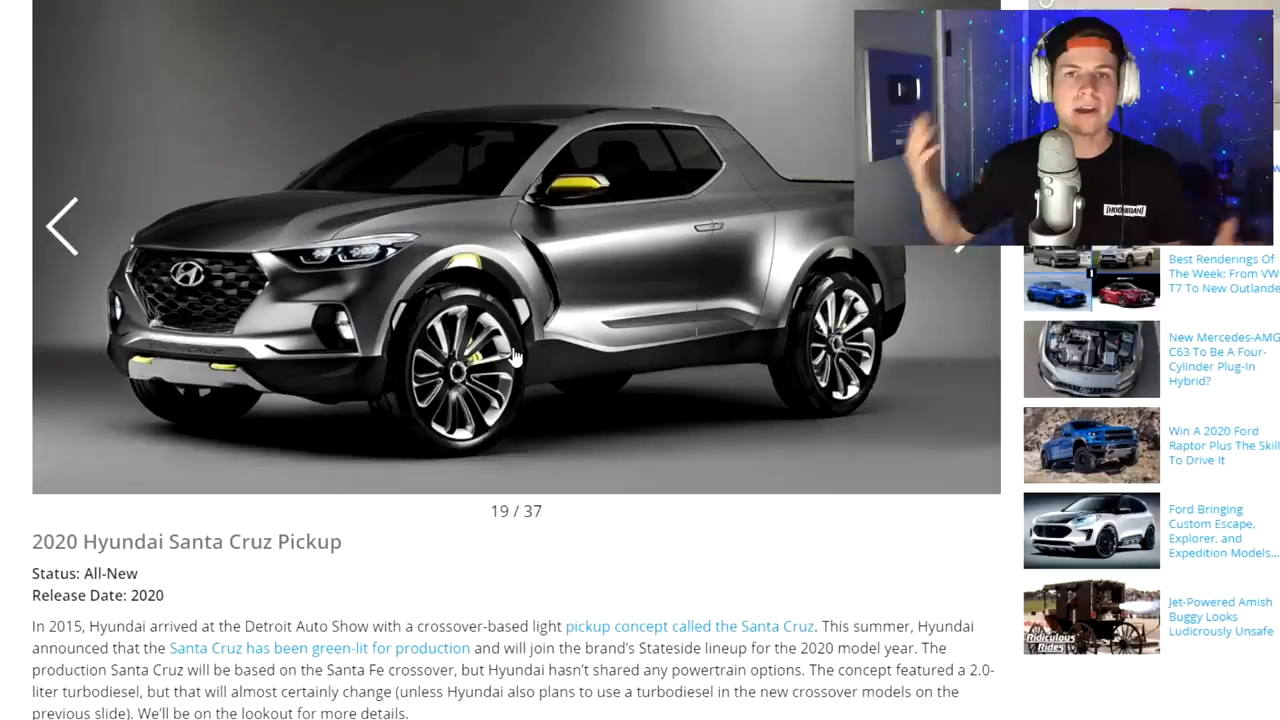 [HOONIGAN]
SANTA CRUZ
19 / 37
2020 Hyundai Santa Cruz Pickup
Status: All-New
Release Date: 2020
In 2015, Hyundai arrived at the Detroit Auto Show with a crossover-based light pickup concept called the Santa Cruz. This summer, Hyundai
announced that the Santa Cruz has been green-lit for production and will join the brand's Stateside lineup for the 2020 model year. The
production Santa Cruz will be based on the Santa Fe crossover, but Hyundai hasn't shared any powertrain options. The concept featured a 2.0-
liter turbodiesel, but that will almost certainly change (unless Hyundai also plans to use a turbodiesel in the new crossover models on the
previous slide). We'll be on the lookout for more details.
Best Renderings Of
The Week: From VW
T7 To New Outlande
New Mercedes-AMG
C63 To Be A Four-
Cylinder Plug-In
Hybrid?
Win A 2020 Ford
Raptor Plus The Skill
To Drive It
Ford Bringing
Custom Escape,
Explorer, and
Expedition Models...
Jet-Powered Amish
Buggy Looks
Ludicrously Unsafe
Ridiculous
Rides